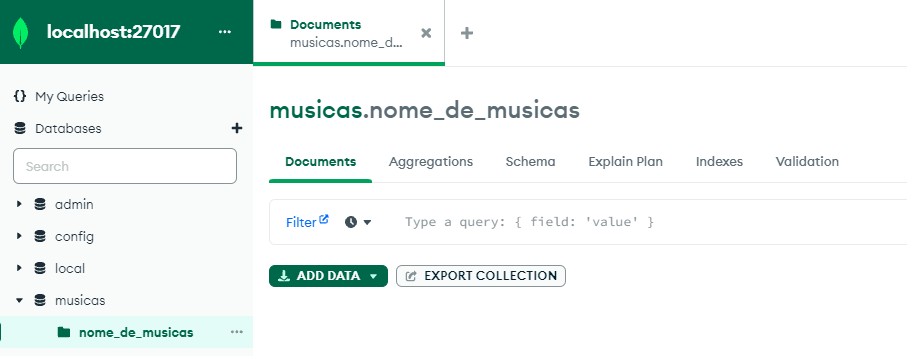 localhost:27017
{} My Queries
Databases
Search
admin
config
local
musicas
nome_de_musicas
Documents
musicas.nome_d...
musicas.nome_de_musicas
Documents Aggregations Schema Explain Plan Indexes Validation
Filter Type a query: { field: 'value' }
ADD DATA EXPORT COLLECTION